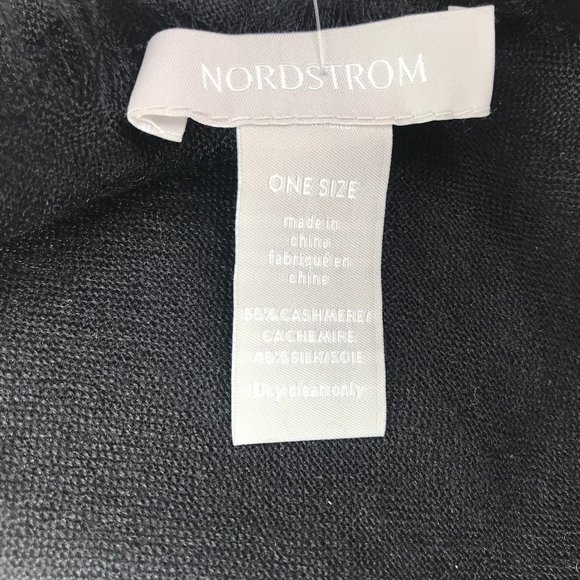 NORDSTROM
ONE SIZE
made in
china
fabriqué en
chine
55% CASHMERE/
CACHEMIRE
45% SILK/SOIE
Dry clean only